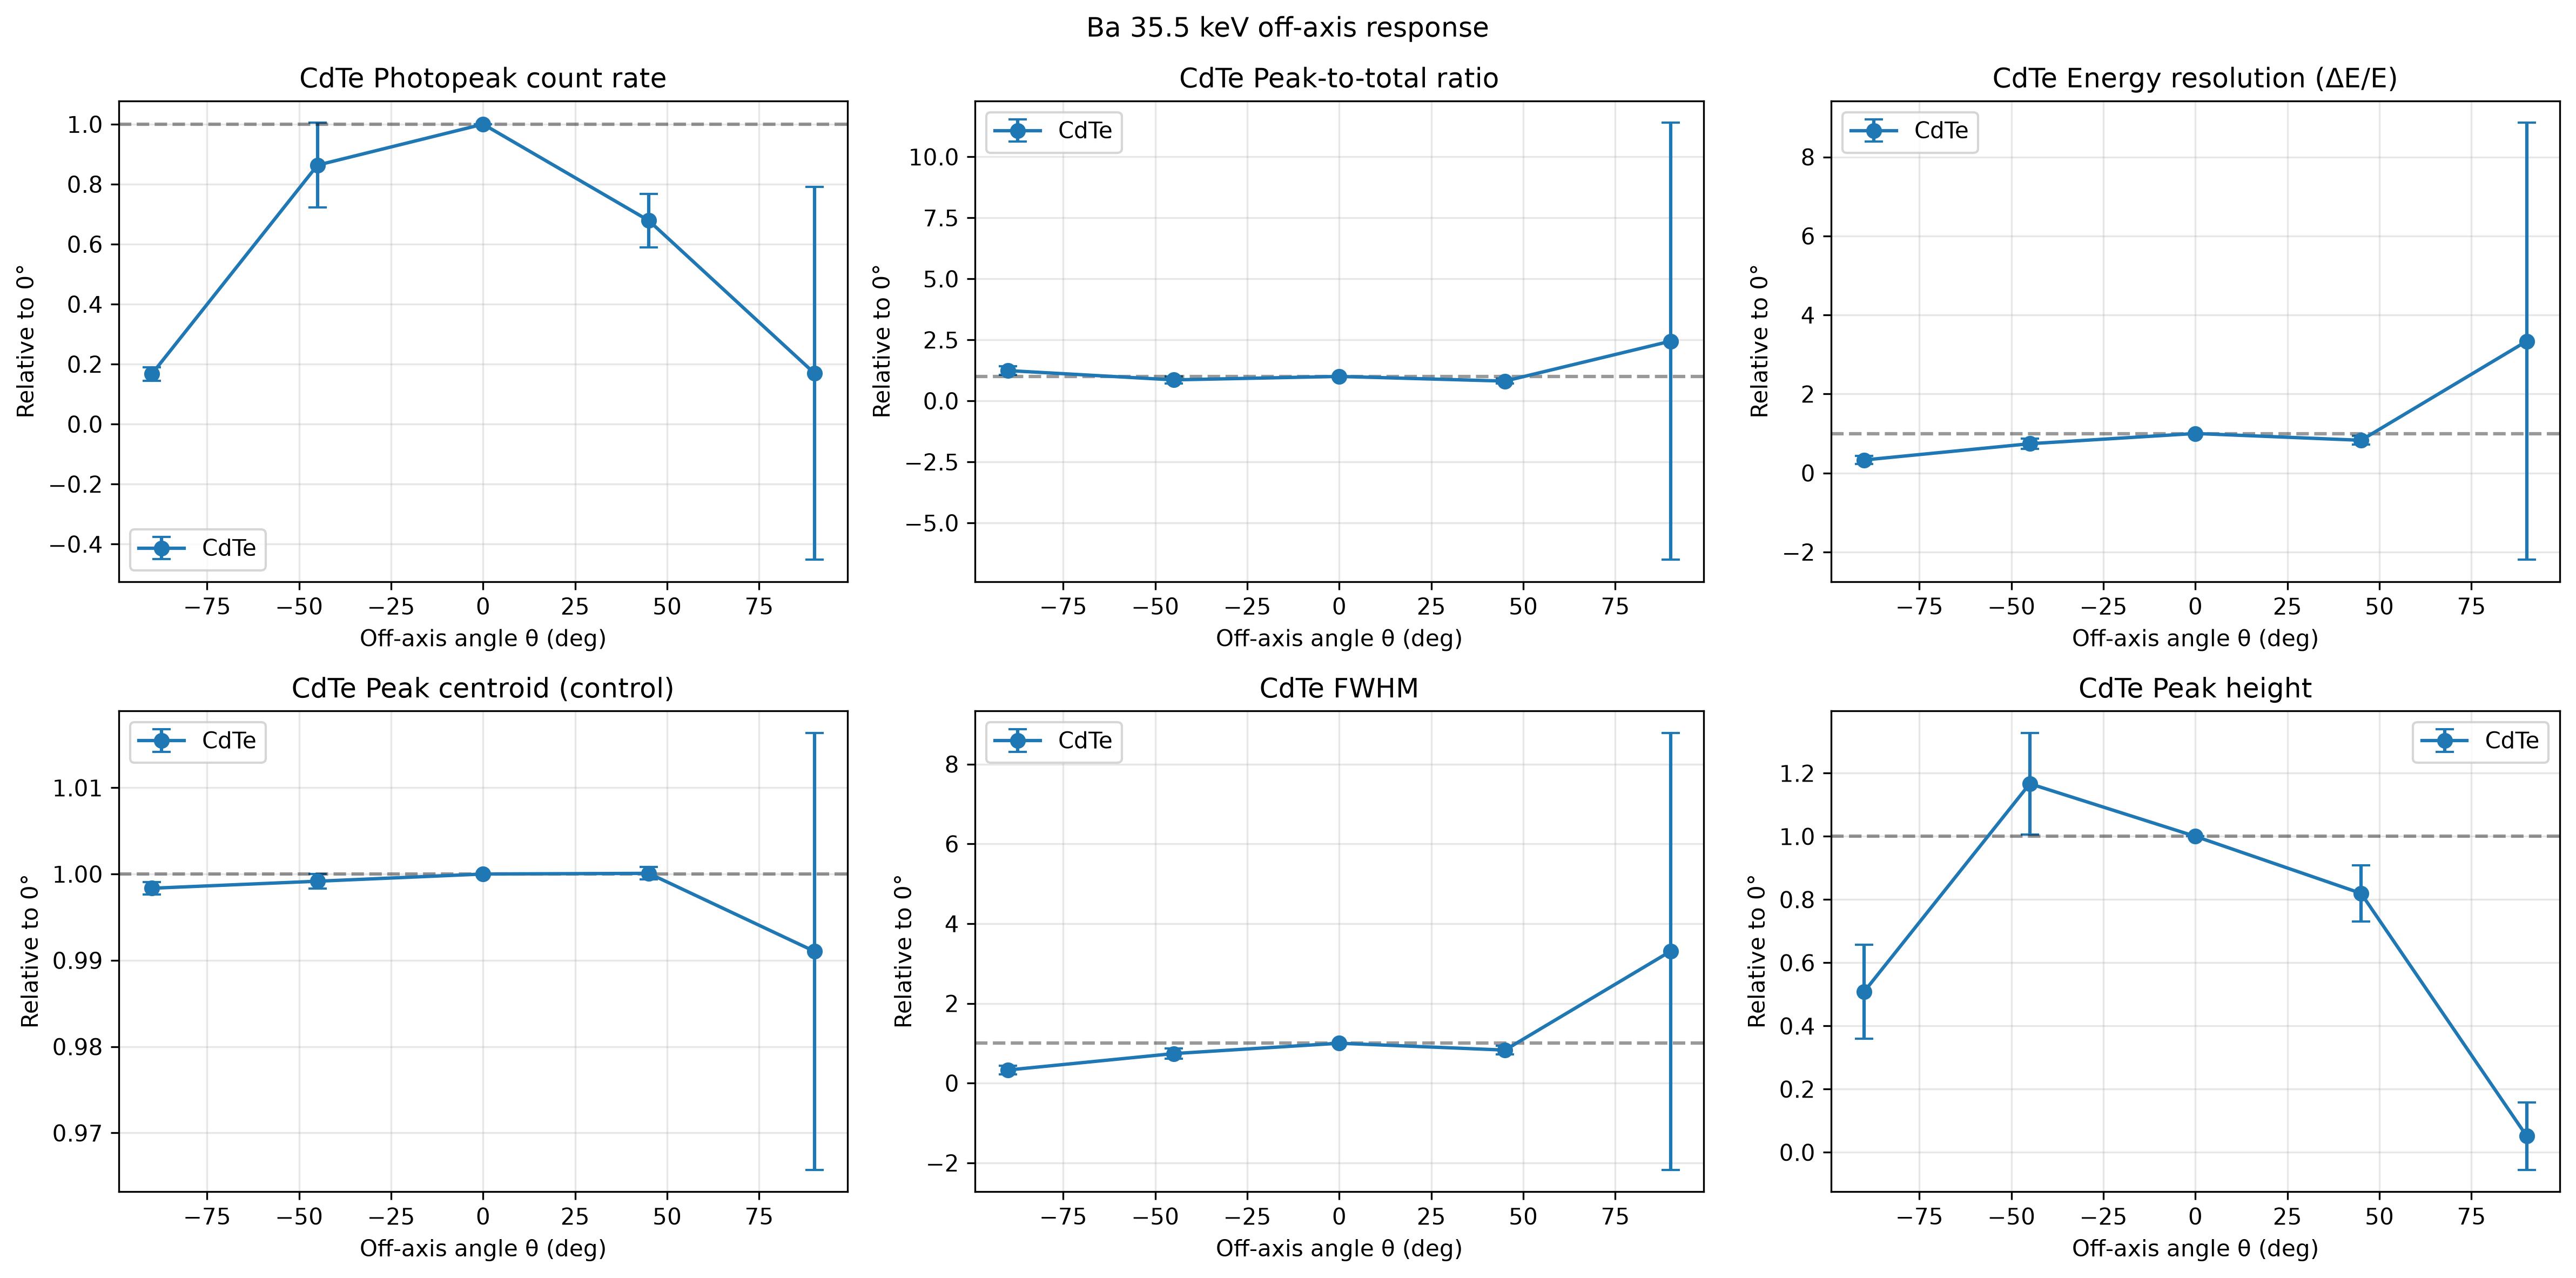 Ba 35.5 keV off-axis response
CdTe Photopeak count rate
Relative to 0°
1.0
0.8
0.6
0.4
0.2
0.0
−0.2
−0.4
CdTe
−75 −50 −25 0 25 50 75
Off-axis angle θ (deg)
CdTe Peak-to-total ratio
Relative to 0°
10.0
7.5
5.0
2.5
0.0
−2.5
−5.0
CdTe
−75 −50 −25 0 25 50 75
Off-axis angle θ (deg)
CdTe Energy resolution (ΔE/E)
Relative to 0°
8
6
4
2
0
−2
CdTe
−75 −50 −25 0 25 50 75
Off-axis angle θ (deg)
CdTe Peak centroid (control)
Relative to 0°
1.01
1.00
0.99
0.98
0.97
CdTe
−75 −50 −25 0 25 50 75
Off-axis angle θ (deg)
CdTe FWHM
Relative to 0°
8
6
4
2
0
−2
CdTe
−75 −50 −25 0 25 50 75
Off-axis angle θ (deg)
CdTe Peak height
Relative to 0°
1.2
1.0
0.8
0.6
0.4
0.2
0.0
CdTe
−75 −50 −25 0 25 50 75
Off-axis angle θ (deg)